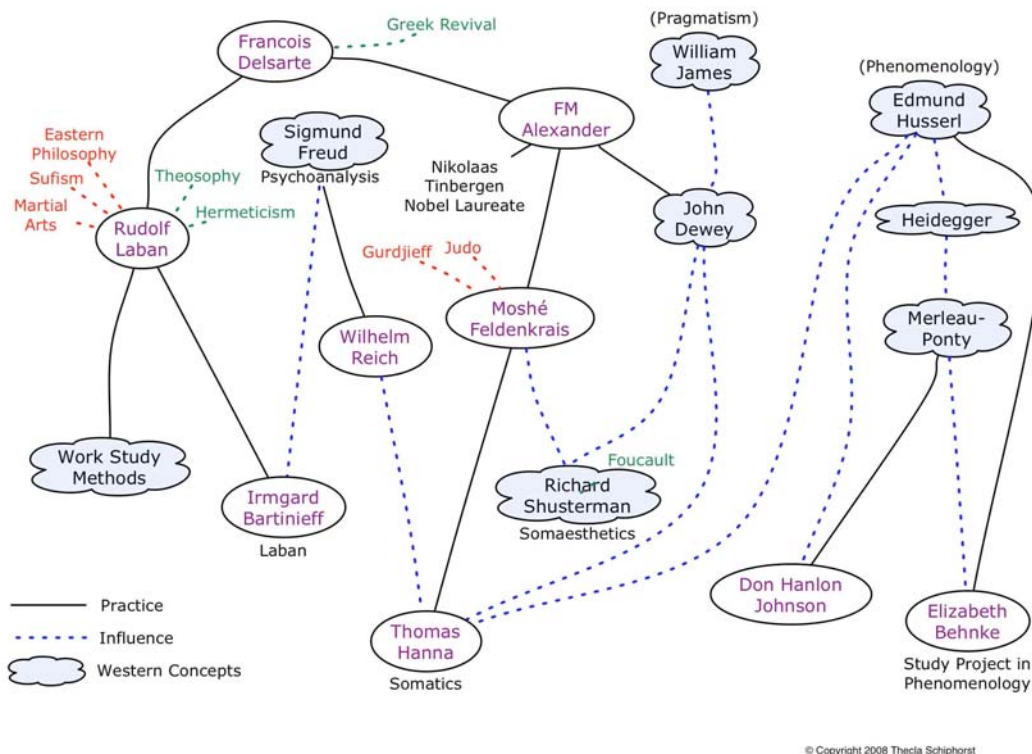 Greek Revival
(Pragmatism)
Francois
Delsarte
William
James
(Phenomenology)
Edmund
Husserl
FM
Alexander
Sigmund
Freud
Psychoanalysis
Eastern
Philosophy
Sufism
Martial
Arts
Theosophy
Hermeticism
Rudolf
Laban
Nikolaas
Tinbergen
Nobel Laureate
John
Dewey
Heidegger
Gurdjieff
Judo
Moshé
Feldenkrais
Wilhelm
Reich
Merleau-
Ponty
Work Study
Methods
Foucault
Richard
Shusterman
Somaesthetics
Irmgard
Bartinieff
Laban
Don Hanlon
Johnson
Elizabeth
Behnke
Study Project in
Phenomenology
Thomas
Hanna
Somatics
Practice
Influence
Western Concepts
© Copyright 2008 Thecla Schiphorst